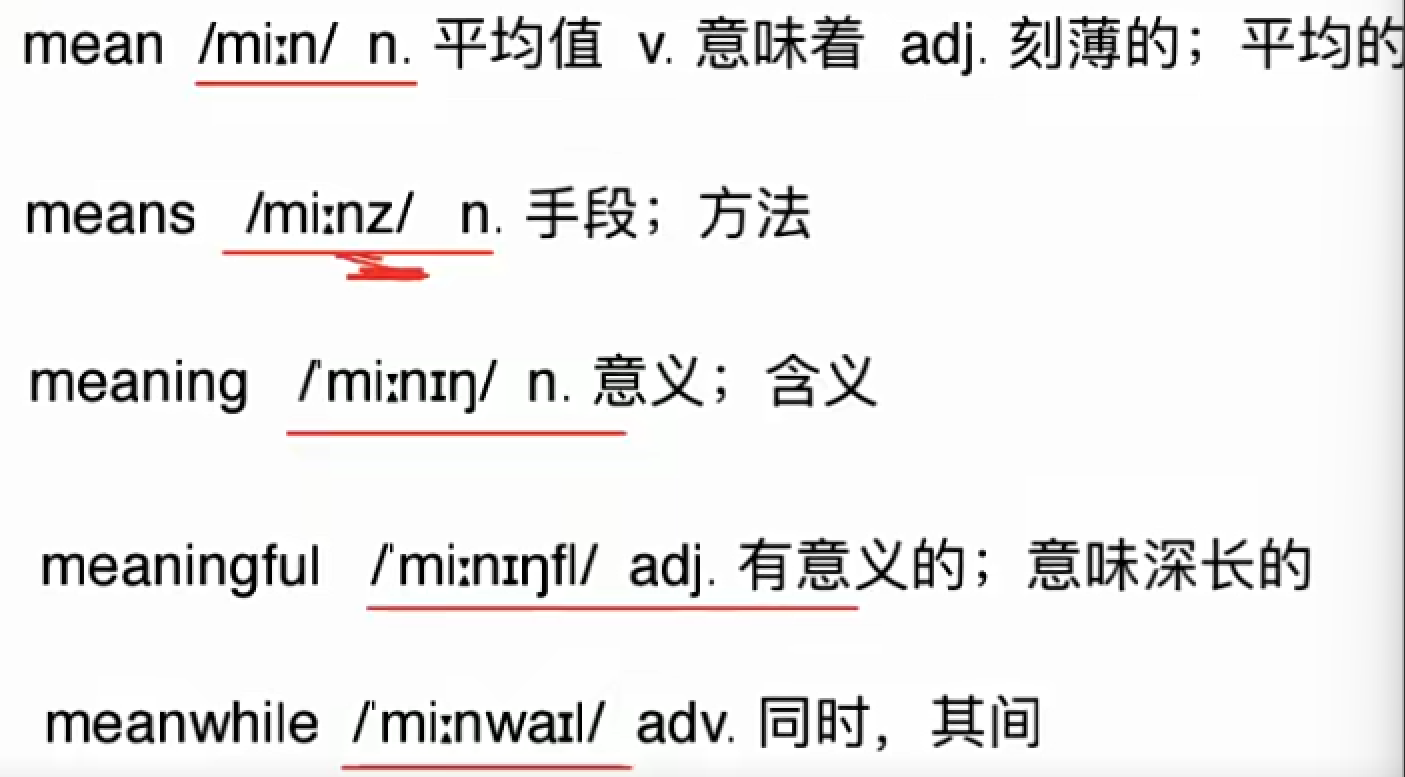 mean /miːn/ n. 平均值 v. 意味着 adj. 刻薄的；平均的
means /miːnz/ n. 手段；方法
meaning /ˈmiːnɪŋ/ n. 意义；含义
meaningful /ˈmiːnɪŋfl/ adj. 有意义的；意味深长的
meanwhile /ˈmiːnwaɪl/ adv. 同时，其间